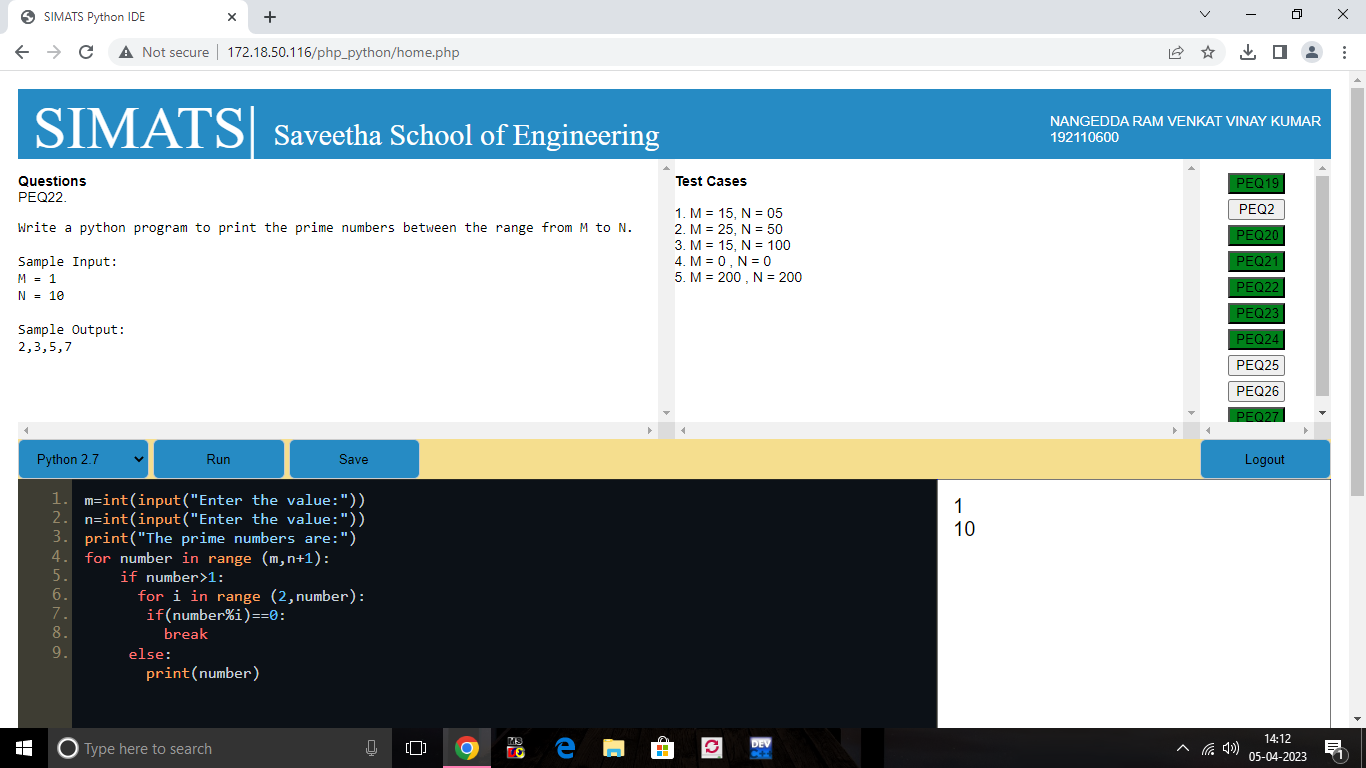 SIMATS Python IDE
Not secure
172.18.50.116/php_python/home.php
SIMATS
Saveetha School of Engineering
NANGEDDA RAM VENKAT VINAY KUMAR
192110600
Questions
PEQ22.
Write a python program to print the prime numbers between the range from M to N.
Sample Input:
M = 1
N = 10
Sample Output:
2,3,5,7
Test Cases
1. M = 15, N = 05
2. M = 25, N = 50
3. M = 15, N = 100
4. M = 0 , N = 0
5. M = 200 , N = 200
PEQ19
PEQ2
PEQ20
PEQ21
PEQ22
PEQ23
PEQ24
PEQ25
PEQ26
PEQ27
Python 2.7
Run
Save
Logout
1. m=int(input("Enter the value:"))
2. n=int(input("Enter the value:"))
3. print("The prime numbers are:")
4. for number in range (m,n+1):
5. if number>1:
6. for i in range (2,number):
7. if(number%i)==0:
8. break
9. else:
print(number)
1
10
Type here to search
MS
TC
DEV
14:12
05-04-2023
1